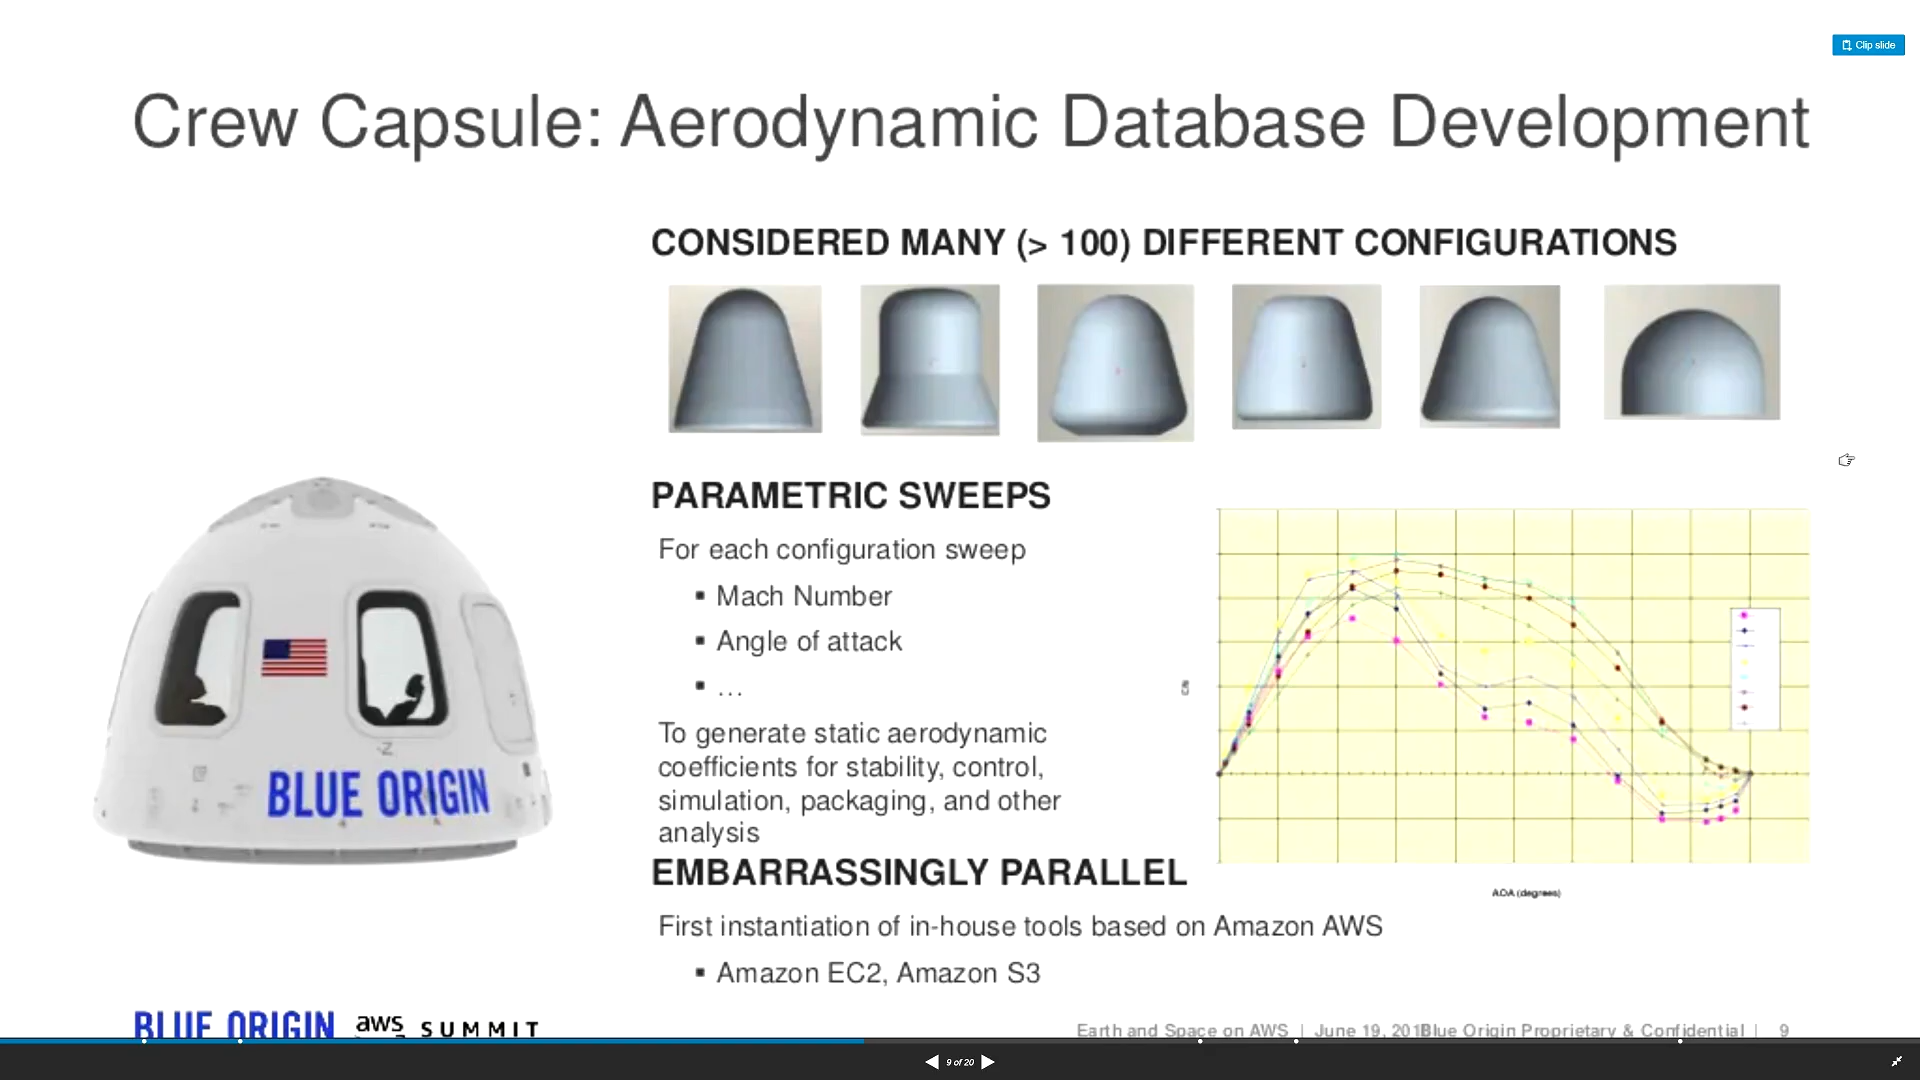 Clip slide
Crew Capsule: Aerodynamic Database Development
CONSIDERED MANY (> 100) DIFFERENT CONFIGURATIONS
PARAMETRIC SWEEPS
For each configuration sweep
▪ Mach Number
▪ Angle of attack
▪ …
To generate static aerodynamic
coefficients for stability, control,
simulation, packaging, and other
analysis
AOA (degrees)
EMBARRASSINGLY PARALLEL
First instantiation of in-house tools based on Amazon AWS
▪ Amazon EC2, Amazon S3
BLUE ORIGIN
BLUE ORIGIN aws SUMMIT
Earth and Space on AWS | June 19, 2018 Blue Origin Proprietary & Confidential | 9
9 of 20